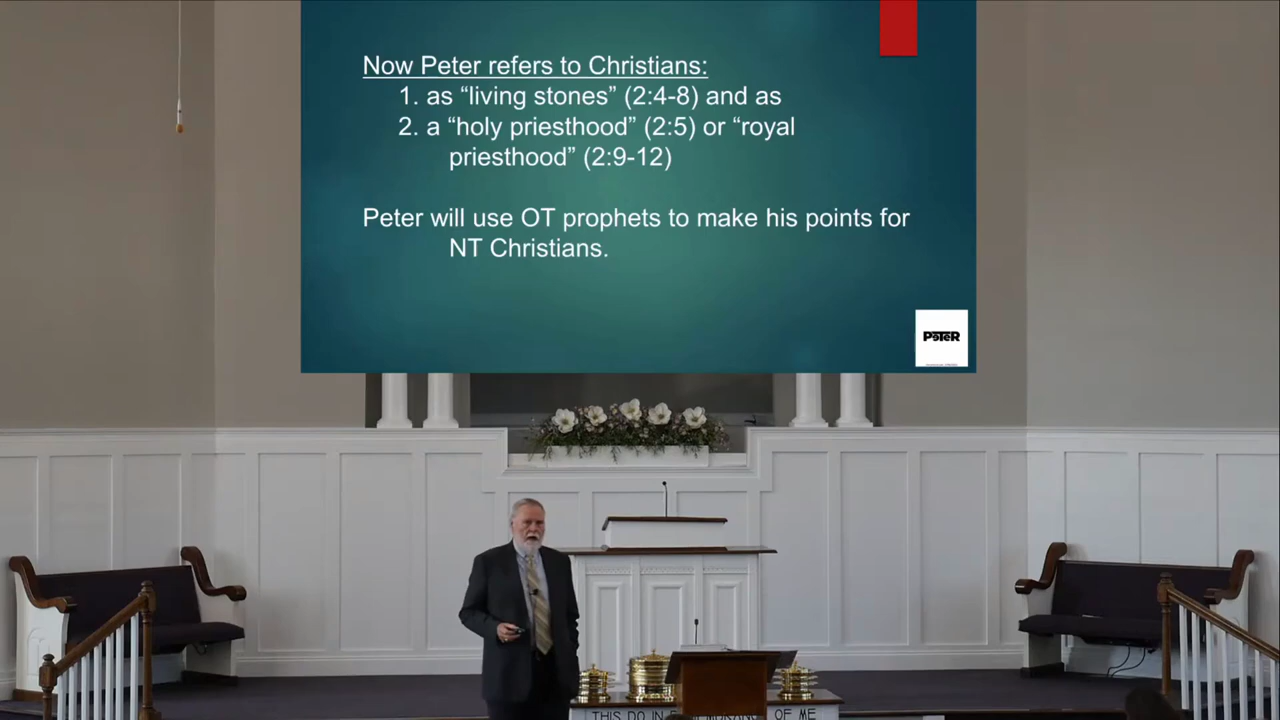 Now Peter refers to Christians:
1. as “living stones” (2:4-8) and as
2. a “holy priesthood” (2:5) or “royal
priesthood” (2:9-12)
Peter will use OT prophets to make his points for
NT Christians.
PeTeR
THIS DO IN OF ME